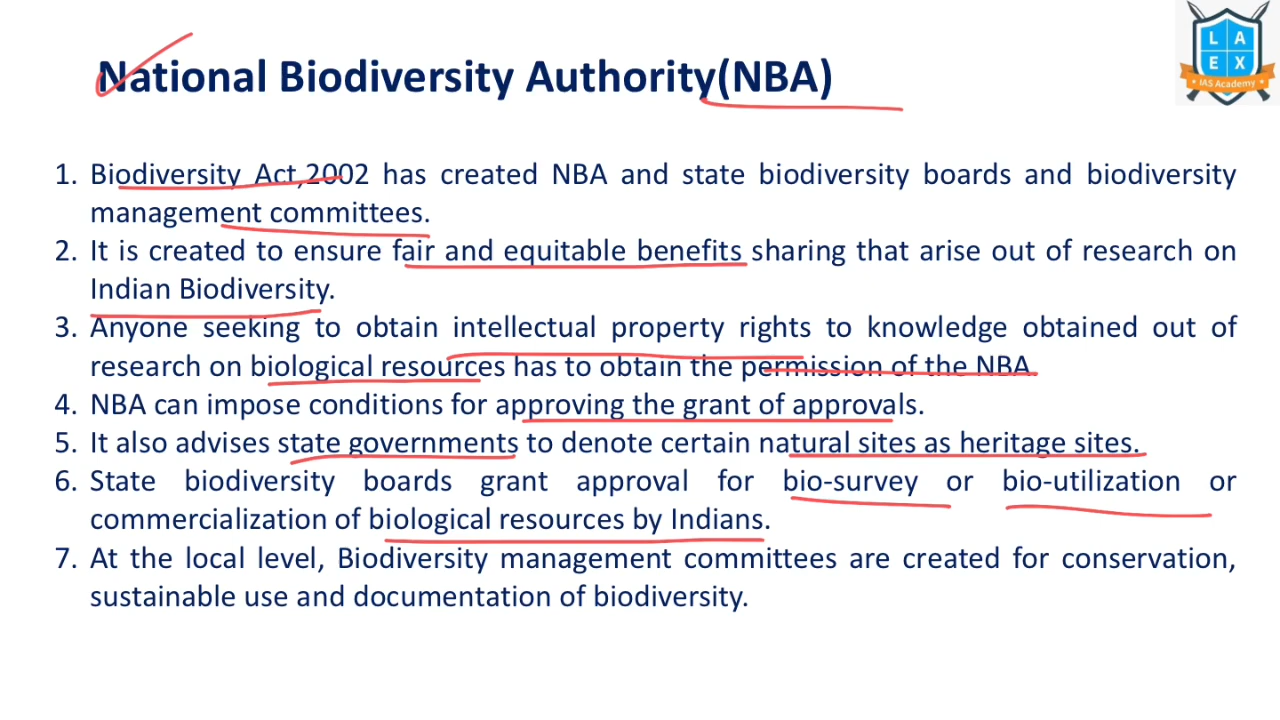 National Biodiversity Authority(NBA)
L A
E X
IAS Academy
1. Biodiversity Act,2002 has created NBA and state biodiversity boards and biodiversity
management committees.
2. It is created to ensure fair and equitable benefits sharing that arise out of research on
Indian Biodiversity.
3. Anyone seeking to obtain intellectual property rights to knowledge obtained out of
research on biological resources has to obtain the permission of the NBA.
4. NBA can impose conditions for approving the grant of approvals.
5. It also advises state governments to denote certain natural sites as heritage sites.
6. State biodiversity boards grant approval for bio-survey or bio-utilization or
commercialization of biological resources by Indians.
7. At the local level, Biodiversity management committees are created for conservation,
sustainable use and documentation of biodiversity.